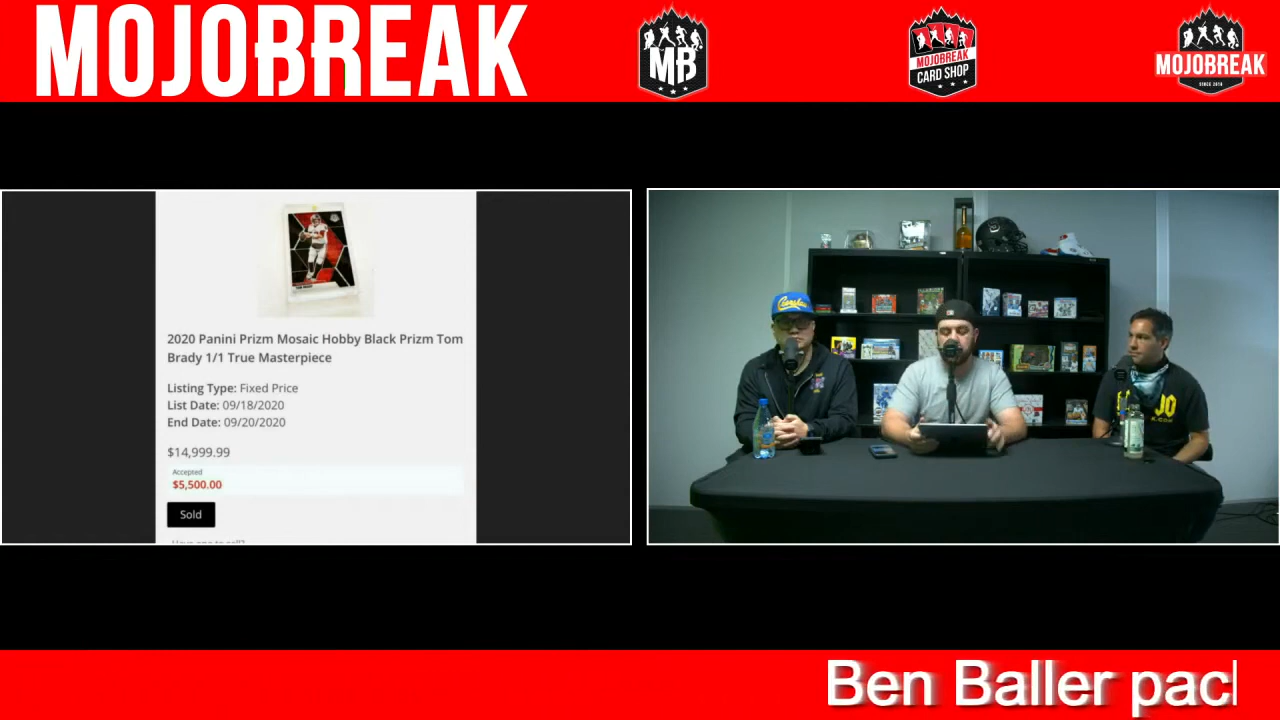 MOJOBREAK
MB
MOJOBREAK
CARD SHOP
MOJOBREAK
SINCE 2010
2020 Panini Prizm Mosaic Hobby Black Prizm Tom
Brady 1/1 True Masterpiece
Listing Type: Fixed Price
List Date: 09/18/2020
End Date: 09/20/2020
$14,999.99
Accepted
$5,500.00
Sold
Ben Baller pac